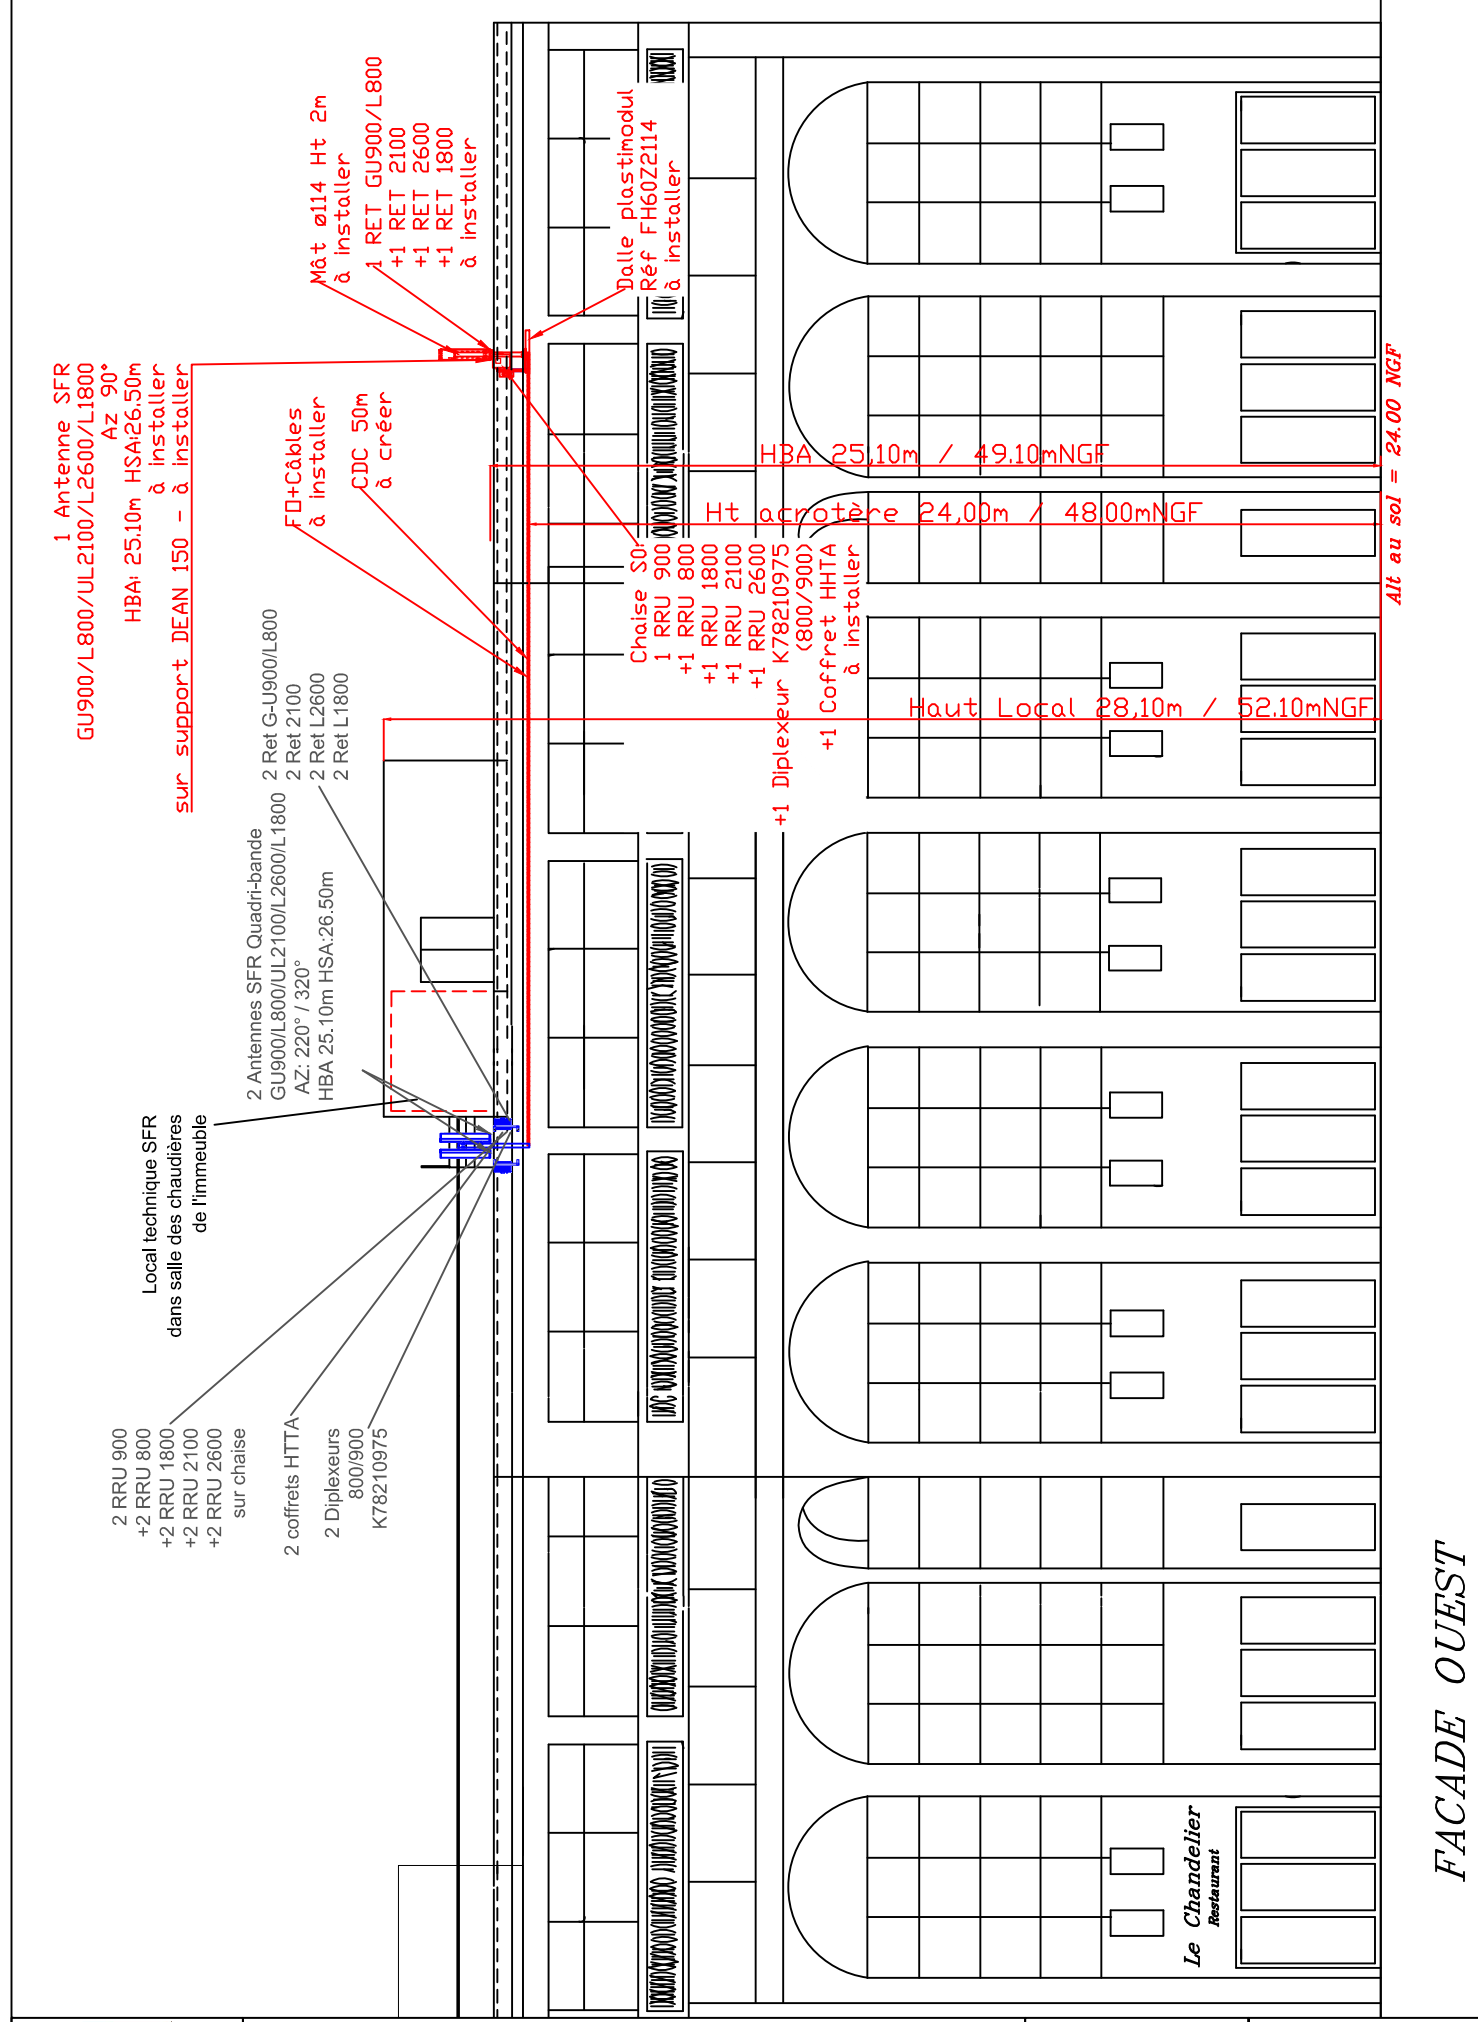 1 Antenne SFR
GU900/L800/UL2100/L2600/L1800
Az 90°
HBA: 25.10m HSA:26.50m
à installer
sur support DEAN 150 - à installer
Mât ø114 Ht 2m
à installer
1 RET GU900/L800
+1 RET 2100
+1 RET 2600
+1 RET 1800
à installer
FO+Câbles
à installer
CDC 50m
à créer
Dalle plastimodul
Réf FH60Z2114
à installer
2 Ret G-U900/L800
2 Ret 2100
2 Ret L2600
2 Ret L1800
2 Antennes SFR Quadri-bande
GU900/L800/UL2100/L2600/L1800
AZ: 220° / 320°
HBA 25.10m HSA:26.50m
Local technique SFR
dans salle des chaudières
de l'immeuble
2 RRU 900
+2 RRU 800
+2 RRU 1800
+2 RRU 2100
+2 RRU 2600
sur chaise
2 coffrets HTTA
2 Diplexeurs
800/900
K78210975
Chaise
1 RRU 900
+1 RRU 800
+1 RRU 1800
+1 RRU 2100
+1 RRU 2600
+1 Diplexeur K78210975
(800/900)
+1 Coffret HHTA
à installer
HBA 25,10m / 49.10mNGF
Ht acrotère 24,00m / 48.00mNGF
Haut Local 28,10m / 52.10mNGF
Alt au sol = 24.00 NGF
Le Chandelier
Restaurant
FACADE OUEST